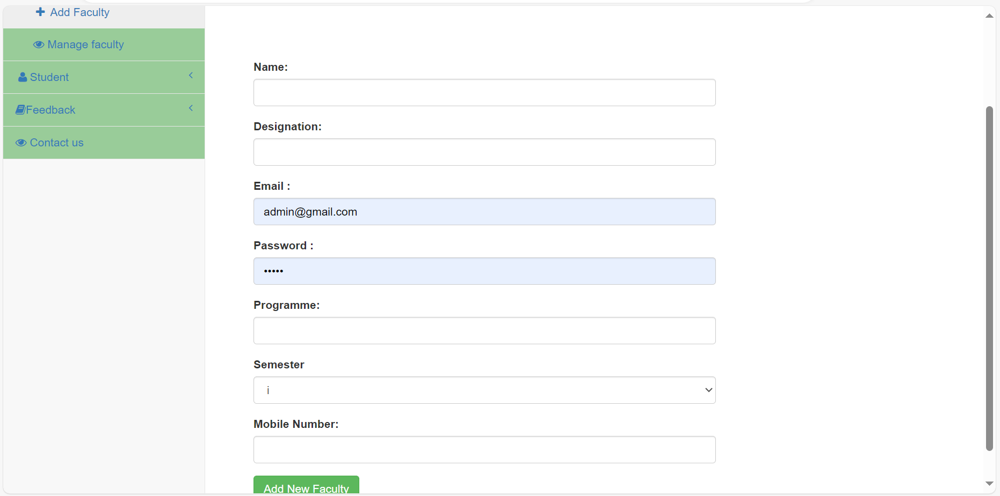 Add Faculty
Manage faculty
Student
Feedback
Contact us
Name:
Designation:
Email :
admin@gmail.com
Password :
•••••
Programme:
Semester
i
Mobile Number:
Add New Faculty